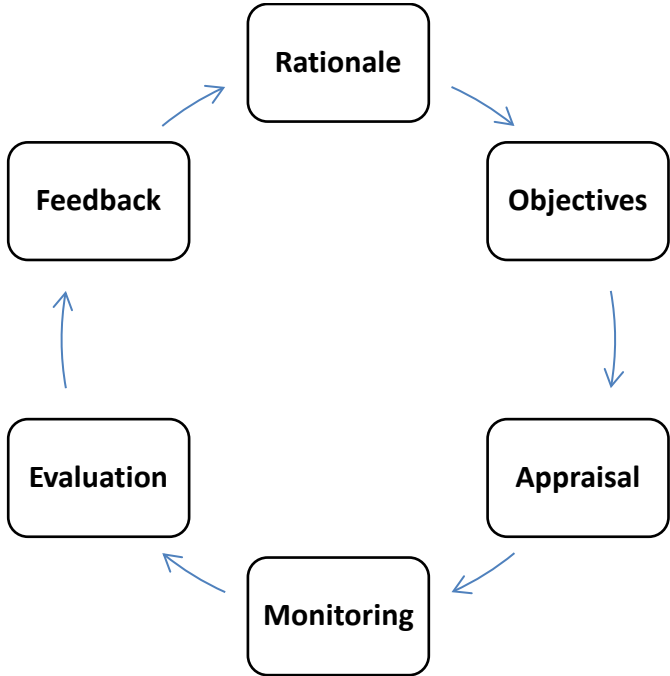 Rationale
Objectives
Appraisal
Monitoring
Evaluation
Feedback